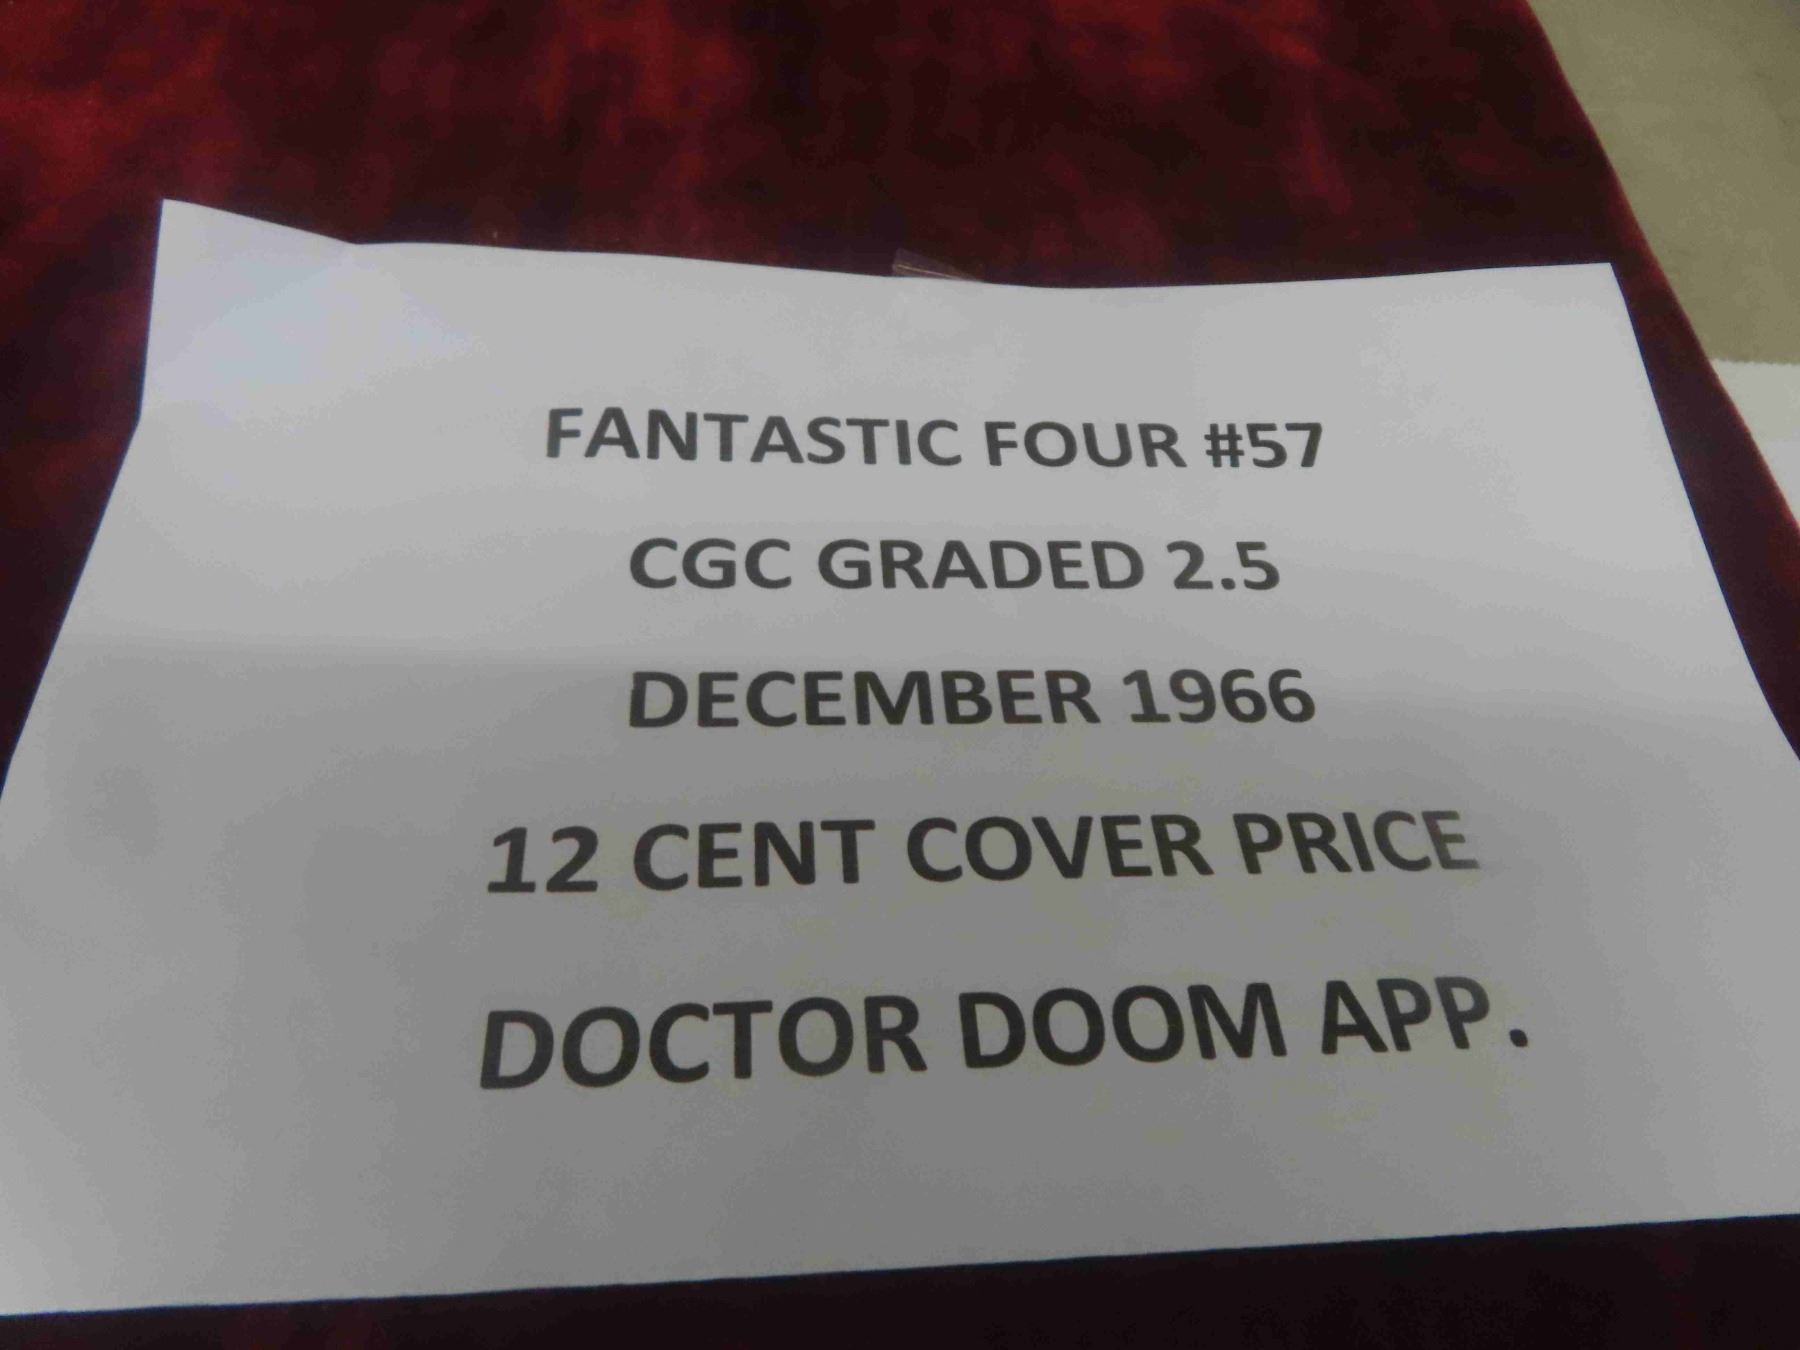 FANTASTIC FOUR #57
CGC GRADED 2.5
DECEMBER 1966
12 CENT COVER PRICE
DOCTOR DOOM APP.